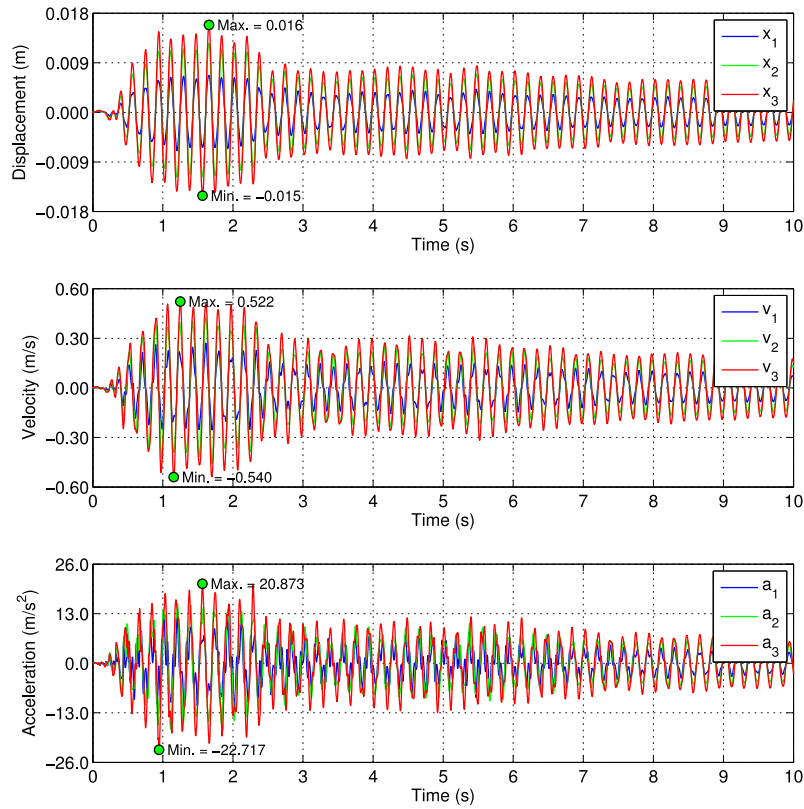 Displacement (m)
0.018
0.009
0.000
−0.009
−0.018
Max. = 0.016
Min. = −0.015
x1
x2
x3
0 1 2 3 4 5 6 7 8 9 10
Time (s)
Velocity (m/s)
0.60
0.30
0.00
−0.30
−0.60
Max. = 0.522
Min. = −0.540
v1
v2
v3
0 1 2 3 4 5 6 7 8 9 10
Time (s)
Acceleration (m/s²)
26.0
13.0
0.0
−13.0
−26.0
Max. = 20.873
Min. = −22.717
a1
a2
a3
0 1 2 3 4 5 6 7 8 9 10
Time (s)